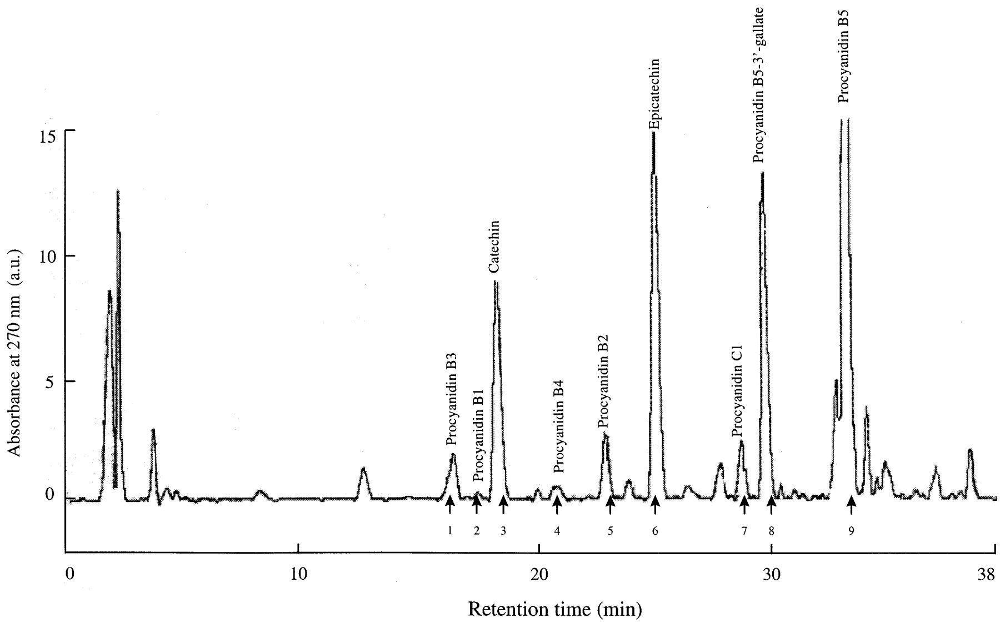 Procyanidin B5-3’-gallate
Procyanidin B5
Epicatechin
Catechin
Procyanidin B2
Procyanidin C1
Procyanidin B3
Procyanidin B4
Procyanidin B1
Absorbance at 270 nm (a.u.)
15
10
5
0
1 2 3 4 5 6 7 8 9
0 10 20 30 38
Retention time (min)